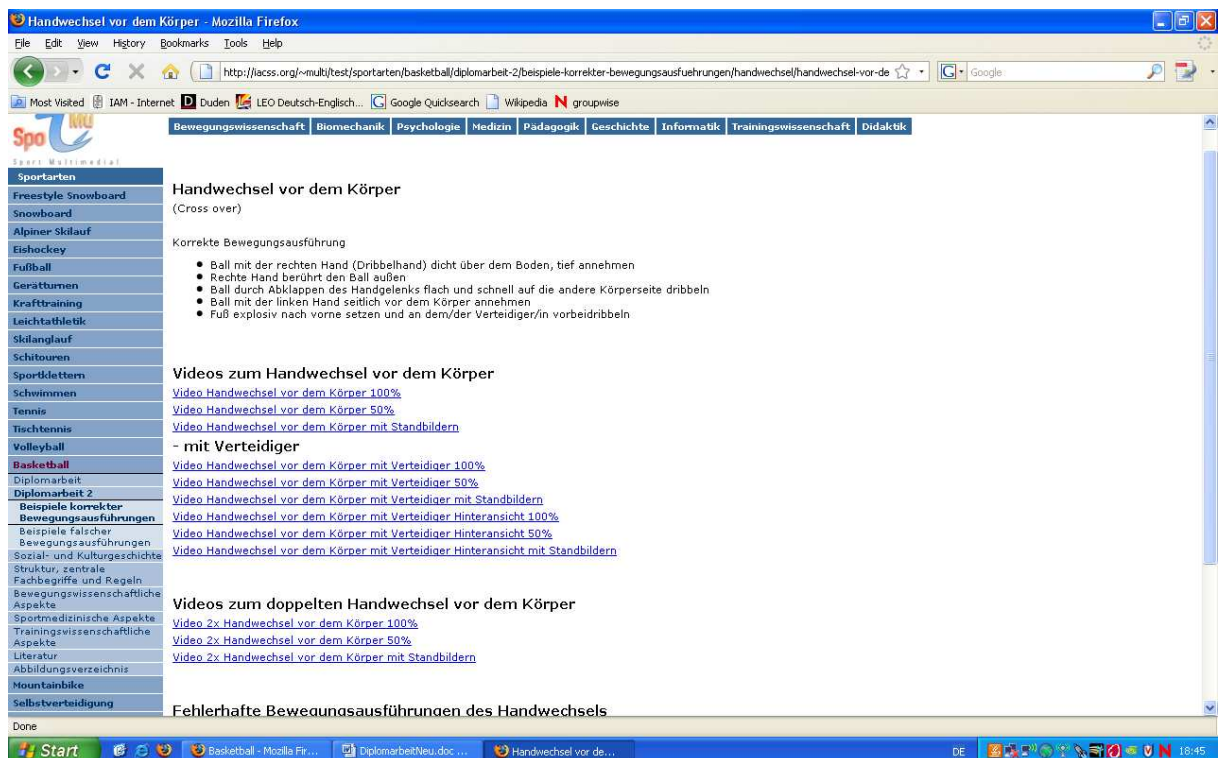 Handwechsel vor dem Körper - Mozilla Firefox
File Edit View History Bookmarks Tools Help
http://iacss.org/~multi/test/sportarten/basketball/diplomarbeit-2/beispiele-korrekter-bewegungsausfuehrungen/handwechsel/handwechsel-vor-de
Google
Most Visited IAM - Internet Duden LEO Deutsch-Englisch... Google Quicksearch Wikipedia groupwise
Spo MU
Sport Multimedial
Bewegungswissenschaft Biomechanik Psychologie Medizin Pädagogik Geschichte Informatik Trainingswissenschaft Didaktik
Sportarten
Freestyle Snowboard
Snowboard
Alpiner Skilauf
Eishockey
Fußball
Gerätturnen
Krafttraining
Leichtathletik
Skilanglauf
Schitouren
Sportklettern
Schwimmen
Tennis
Tischtennis
Volleyball
Basketball
Diplomarbeit
Diplomarbeit 2
Beispiele korrekter
Bewegungsausführungen
Beispiele falscher
Bewegungsausführungen
Sozial- und Kulturgeschichte
Struktur, zentrale
Fachbegriffe und Regeln
Bewegungswissenschaftliche
Aspekte
Sportmedizinische Aspekte
Trainingswissenschaftliche
Aspekte
Literatur
Abbildungsverzeichnis
Mountainbike
Selbstverteidigung
Handwechsel vor dem Körper
(Cross over)
Korrekte Bewegungsausführung
• Ball mit der rechten Hand (Dribbelhand) dicht über dem Boden, tief annehmen
• Rechte Hand berührt den Ball außen
• Ball durch Abklappen des Handgelenks flach und schnell auf die andere Körperseite dribbeln
• Ball mit der linken Hand seitlich vor dem Körper annehmen
• Fuß explosiv nach vorne setzen und an dem/der Verteidiger/in vorbeidribbeln
Videos zum Handwechsel vor dem Körper
Video Handwechsel vor dem Körper 100%
Video Handwechsel vor dem Körper 50%
Video Handwechsel vor dem Körper mit Standbildern
- mit Verteidiger
Video Handwechsel vor dem Körper mit Verteidiger 100%
Video Handwechsel vor dem Körper mit Verteidiger 50%
Video Handwechsel vor dem Körper mit Verteidiger mit Standbildern
Video Handwechsel vor dem Körper mit Verteidiger Hinteransicht 100%
Video Handwechsel vor dem Körper mit Verteidiger Hinteransicht 50%
Video Handwechsel vor dem Körper mit Verteidiger Hinteransicht mit Standbildern
Videos zum doppelten Handwechsel vor dem Körper
Video 2x Handwechsel vor dem Körper 100%
Video 2x Handwechsel vor dem Körper 50%
Video 2x Handwechsel vor dem Körper mit Standbildern
Fehlerhafte Bewegungsausführungen des Handwechsels
Done
Start Basketball - Mozilla Fir... DiplomarbeitNeu.doc ... Handwechsel vor de... DE 18:45